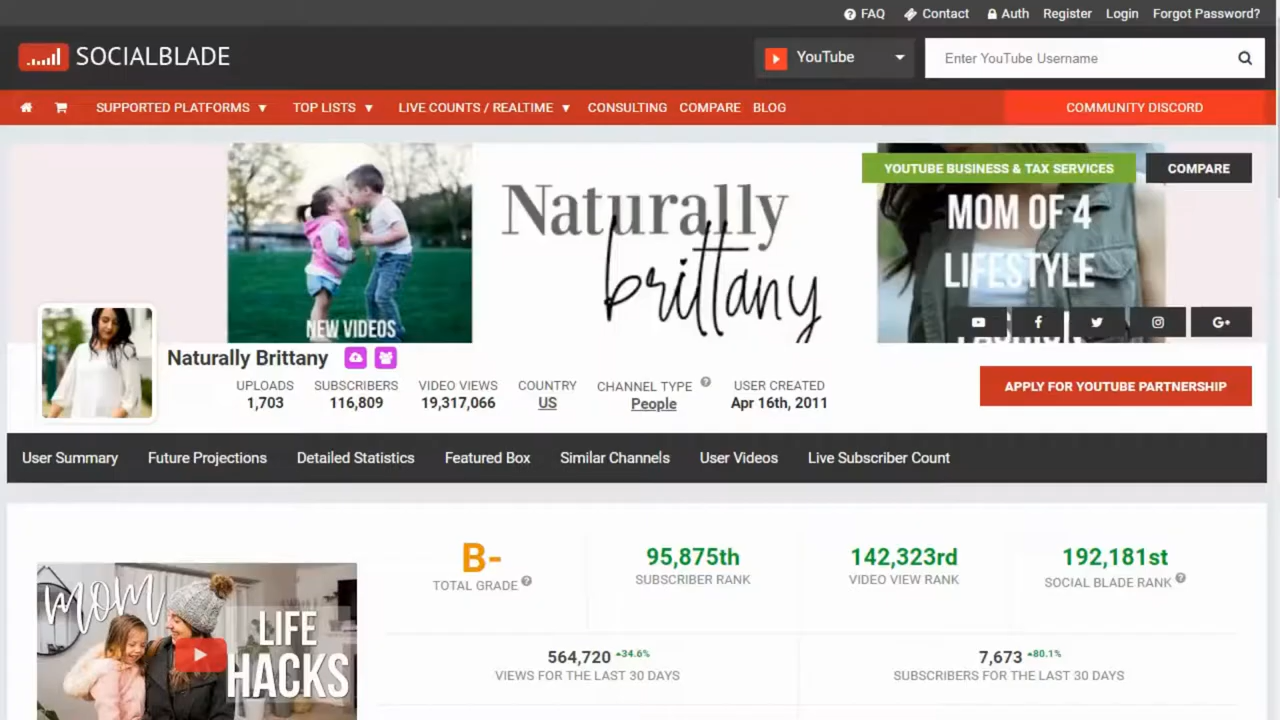 FAQ Contact Auth Register Login Forgot Password?
SOCIALBLADE
YouTube
Enter YouTube Username
SUPPORTED PLATFORMS TOP LISTS LIVE COUNTS / REALTIME CONSULTING COMPARE BLOG COMMUNITY DISCORD
YOUTUBE BUSINESS & TAX SERVICES COMPARE
Naturally
brittany
MOM OF 4
LIFESTYLE
NEW VIDEOS
Naturally Brittany
UPLOADS SUBSCRIBERS VIDEO VIEWS COUNTRY CHANNEL TYPE USER CREATED
1,703 116,809 19,317,066 US People Apr 16th, 2011
APPLY FOR YOUTUBE PARTNERSHIP
User Summary Future Projections Detailed Statistics Featured Box Similar Channels User Videos Live Subscriber Count
B- 95,875th 142,323rd 192,181st
TOTAL GRADE SUBSCRIBER RANK VIDEO VIEW RANK SOCIAL BLADE RANK
mom
LIFE
HACKS
564,720 34.6% 7,673 80.1%
VIEWS FOR THE LAST 30 DAYS SUBSCRIBERS FOR THE LAST 30 DAYS